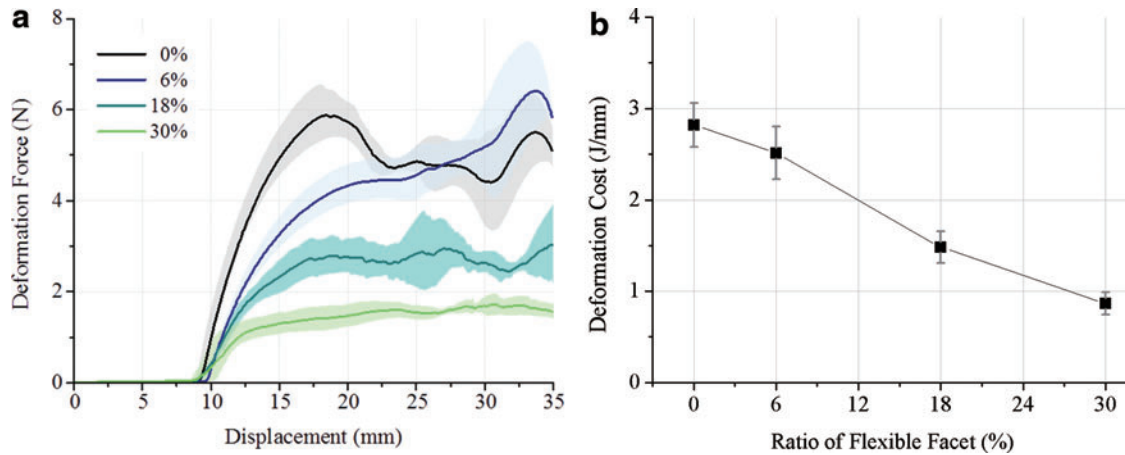 a
8
6
4
2
0
0%
6%
18%
30%
Deformation Force (N)
0 5 10 15 20 25 30 35
Displacement (mm)
b
4
3
2
1
0
Deformation Cost (J/mm)
0 6 12 18 24 30
Ratio of Flexible Facet (%)